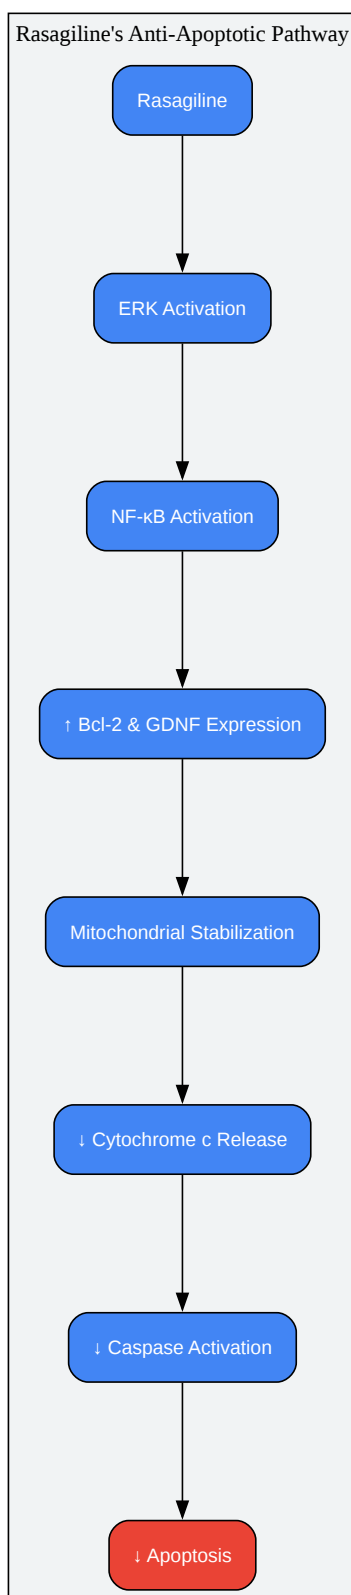 Rasagiline's Anti-Apoptotic Pathway
Rasagiline
ERK Activation
NF-κB Activation
↑ Bcl-2 & GDNF Expression
Mitochondrial Stabilization
↓ Cytochrome c Release
↓ Caspase Activation
↓ Apoptosis